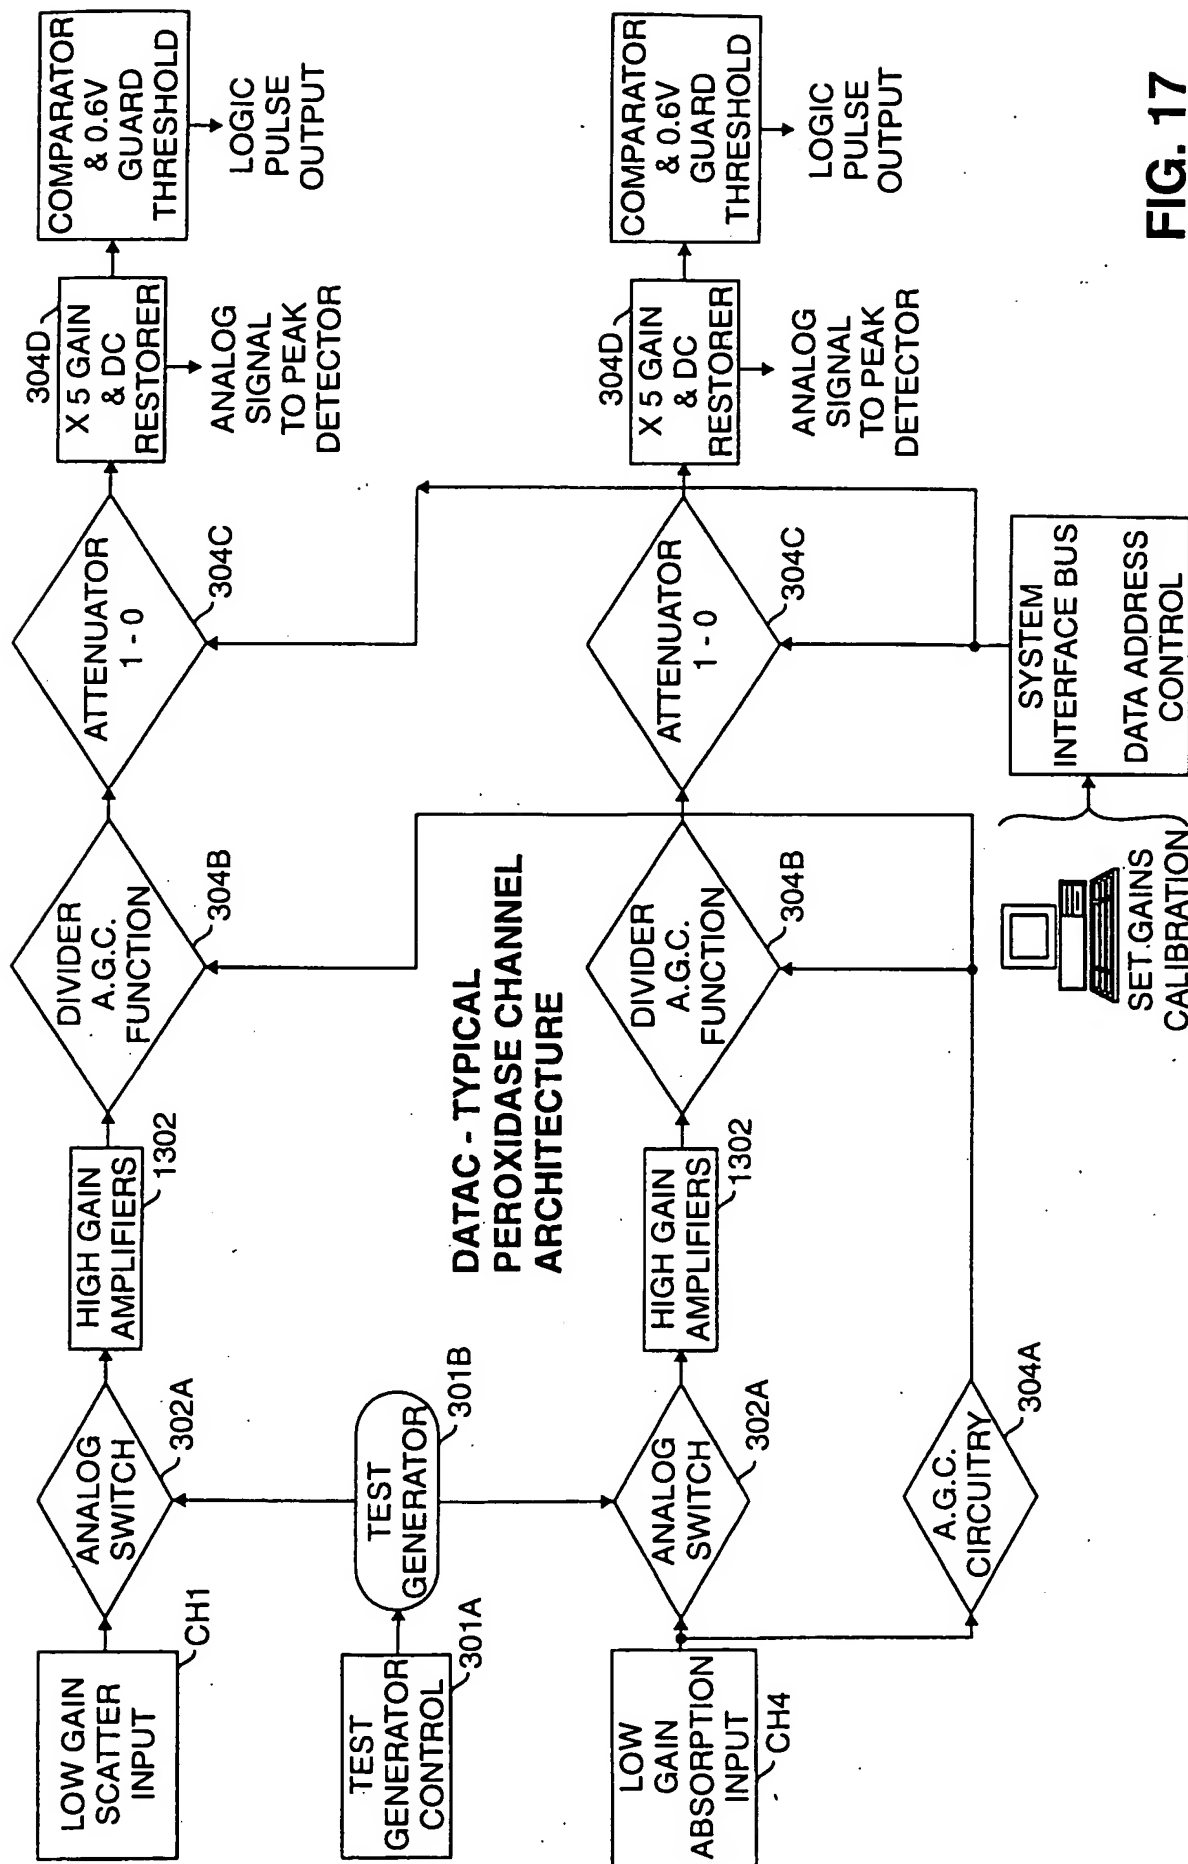 LOW GAIN
SCATTER
INPUT
CH1
ANALOG
SWITCH
302A
HIGH GAIN
AMPLIFIERS
1302
DIVIDER
A.G.C.
FUNCTION
304B
ATTENUATOR
1 - 0
304C
304D
X 5 GAIN
& DC
RESTORER
ANALOG
SIGNAL
TO PEAK
DETECTOR
COMPARATOR
& 0.6V
GUARD
THRESHOLD
LOGIC
PULSE
OUTPUT
TEST
GENERATOR
CONTROL
301A
TEST
GENERATOR
301B
DATAC - TYPICAL
PEROXIDASE CHANNEL
ARCHITECTURE
LOW
GAIN
ABSORPTION
INPUT
CH4
ANALOG
SWITCH
302A
HIGH GAIN
AMPLIFIERS
1302
DIVIDER
A.G.C.
FUNCTION
304B
ATTENUATOR
1 - 0
304C
304D
X 5 GAIN
& DC
RESTORER
ANALOG
SIGNAL
TO PEAK
DETECTOR
COMPARATOR
& 0.6V
GUARD
THRESHOLD
LOGIC
PULSE
OUTPUT
A.G.C.
CIRCUITRY
304A
SET GAINS
CALIBRATION
SYSTEM
INTERFACE BUS
DATA ADDRESS
CONTROL
FIG. 17